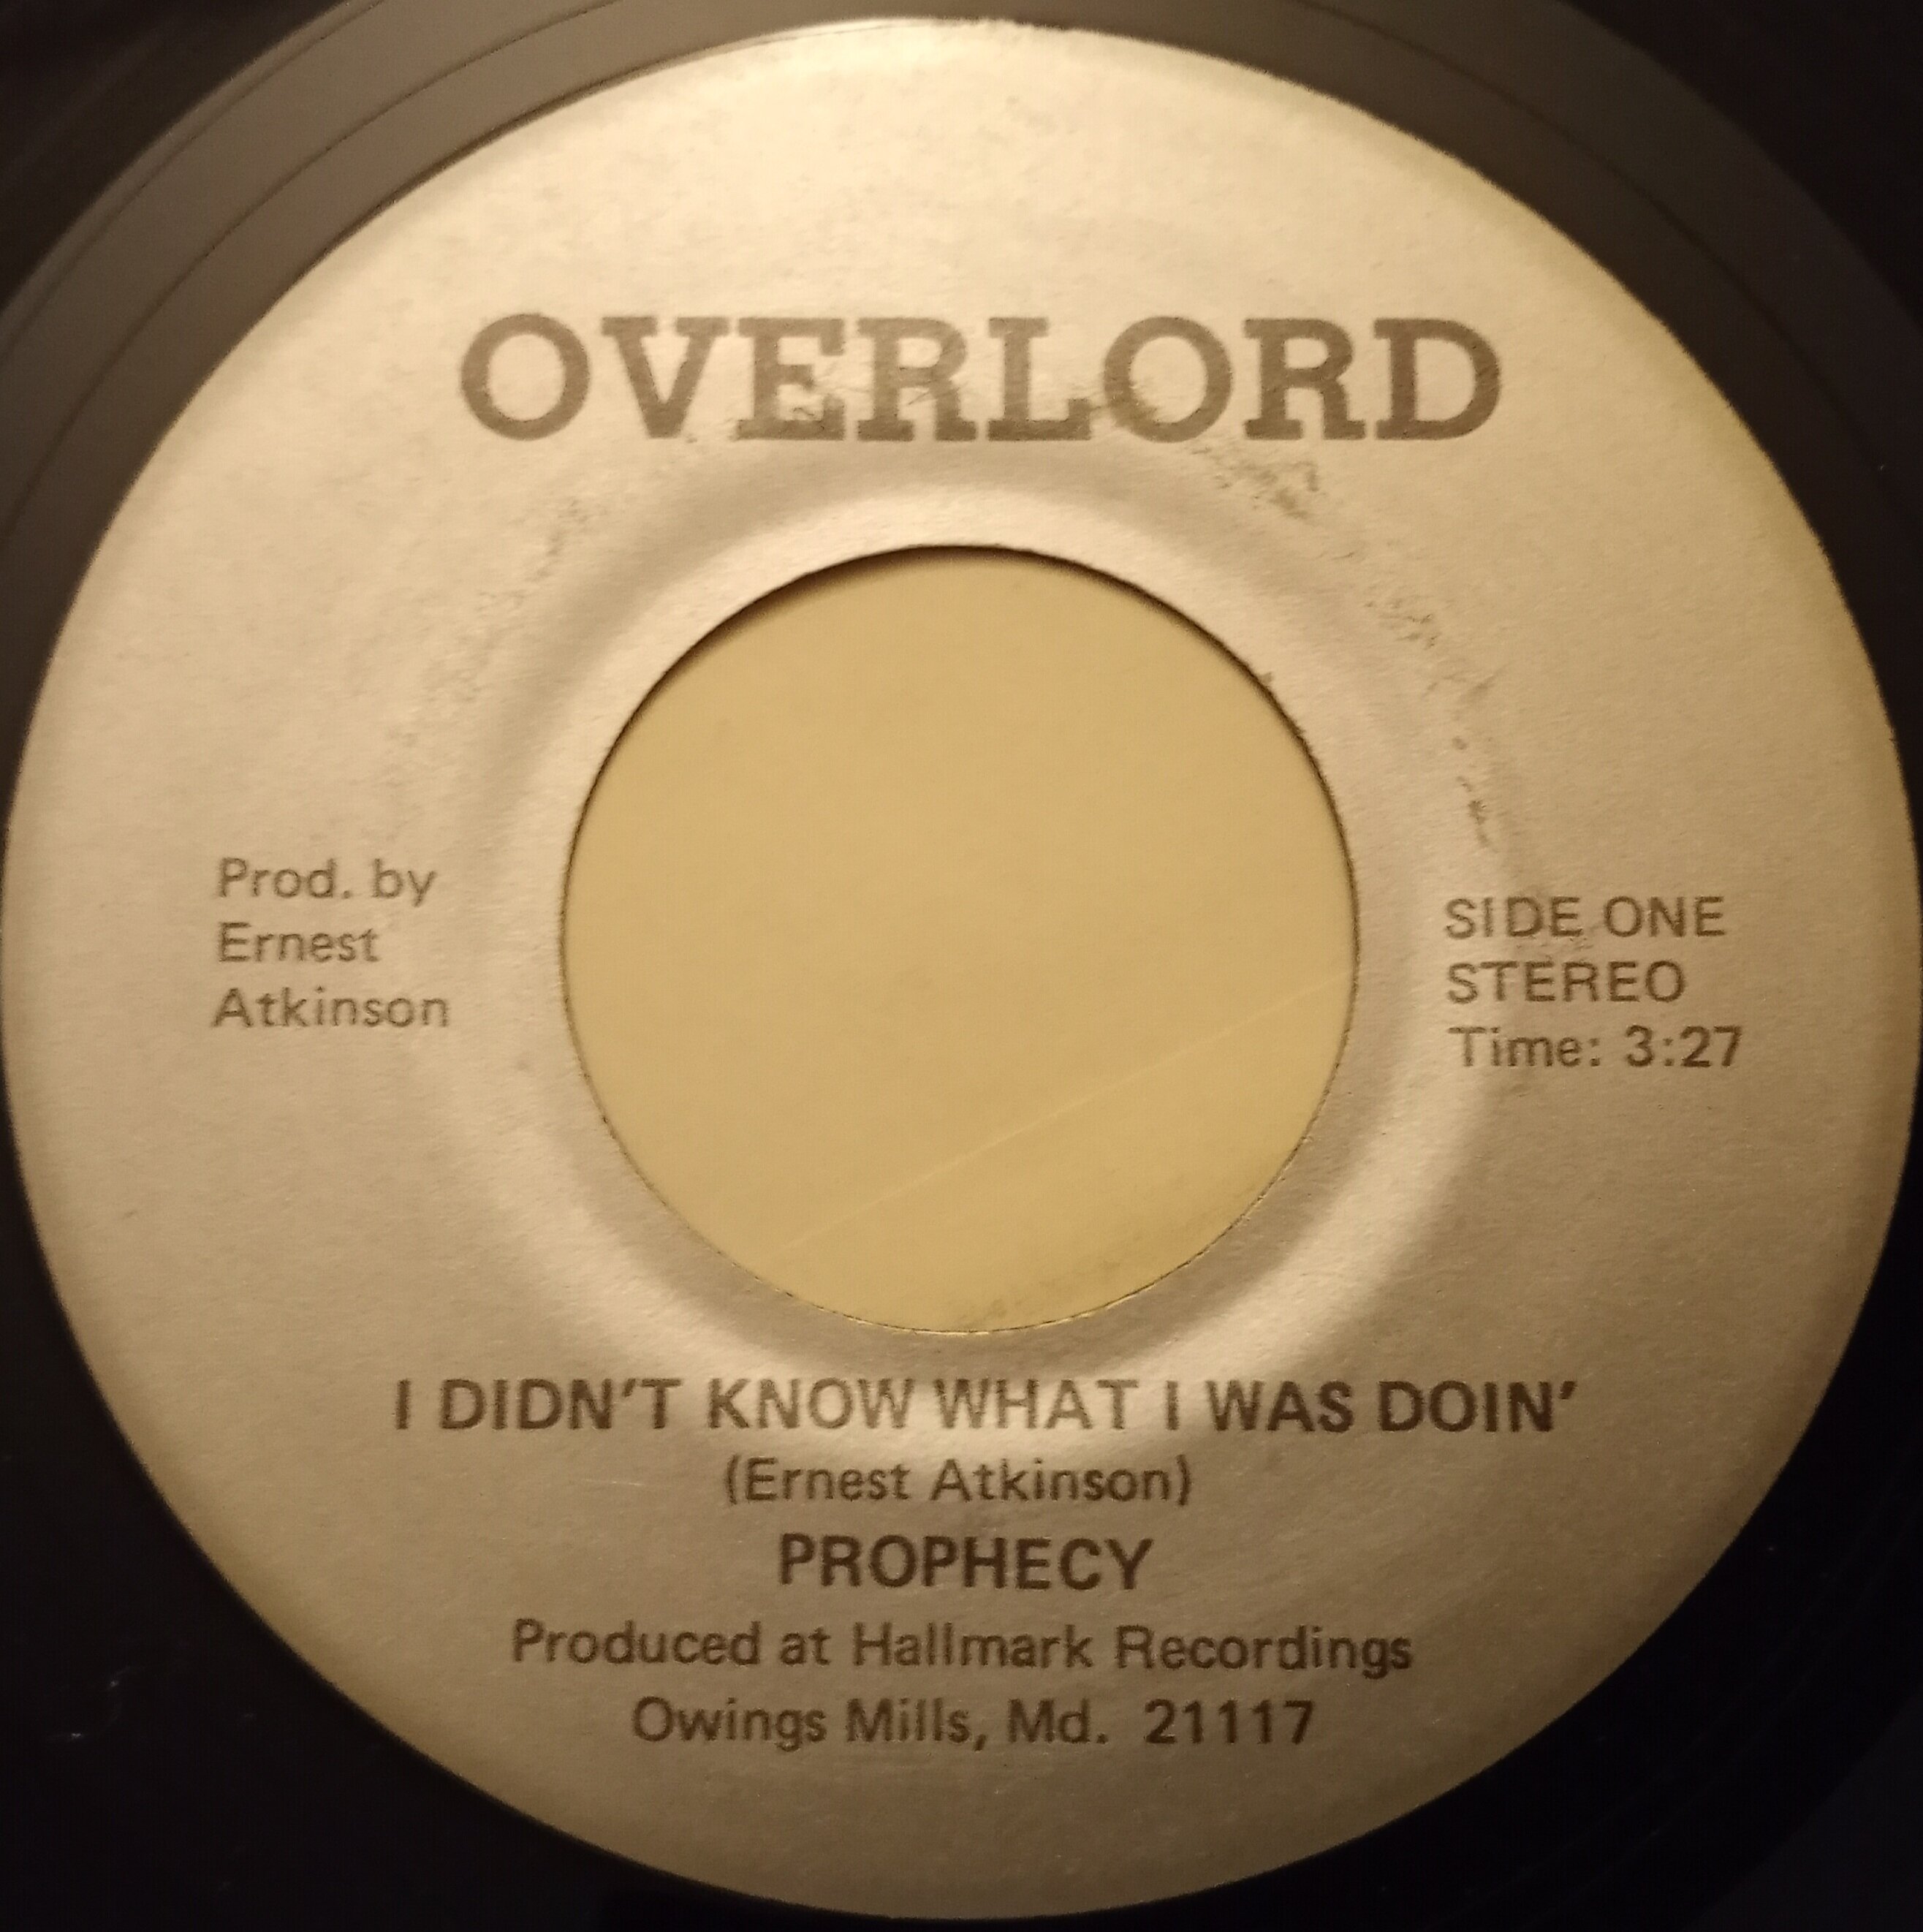 OVERLORD
Prod. by
Ernest
Atkinson
SIDE ONE
STEREO
Time: 3:27
I DIDN'T KNOW WHAT I WAS DOIN'
(Ernest Atkinson)
PROPHECY
Produced at Hallmark Recordings
Owings Mills, Md. 21117